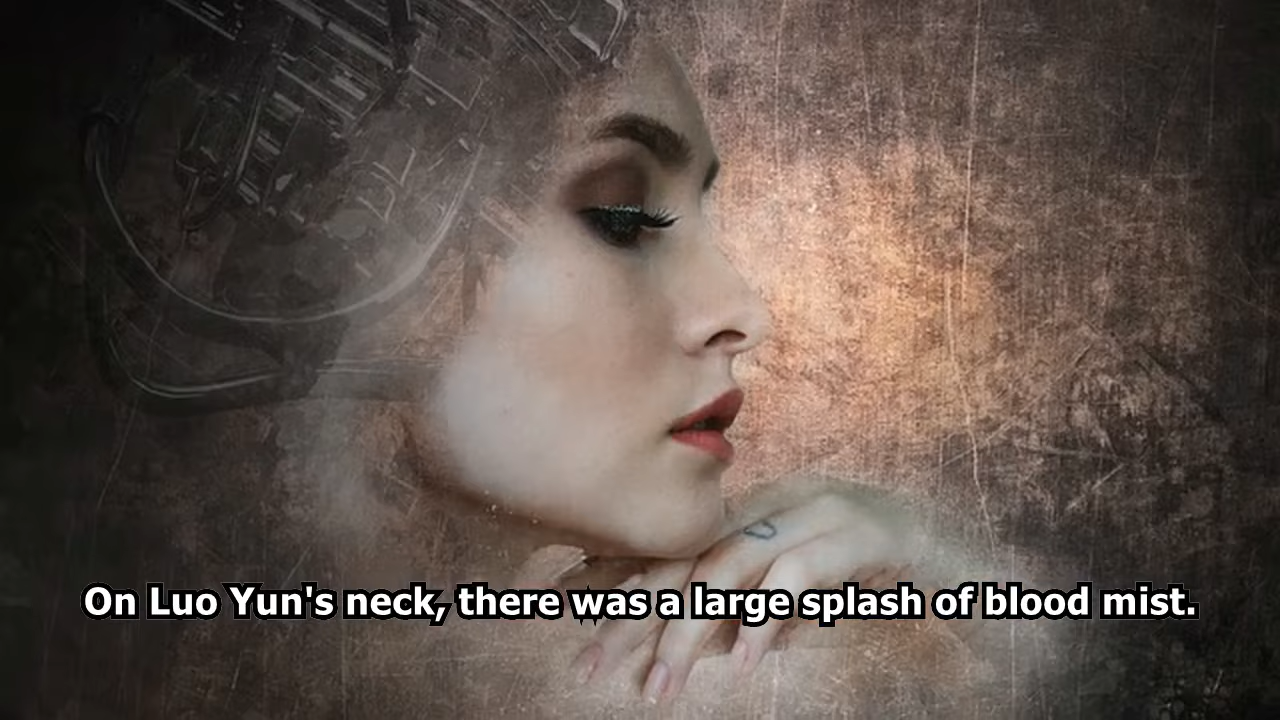 On Luo Yun's neck, there was a large splash of blood mist.